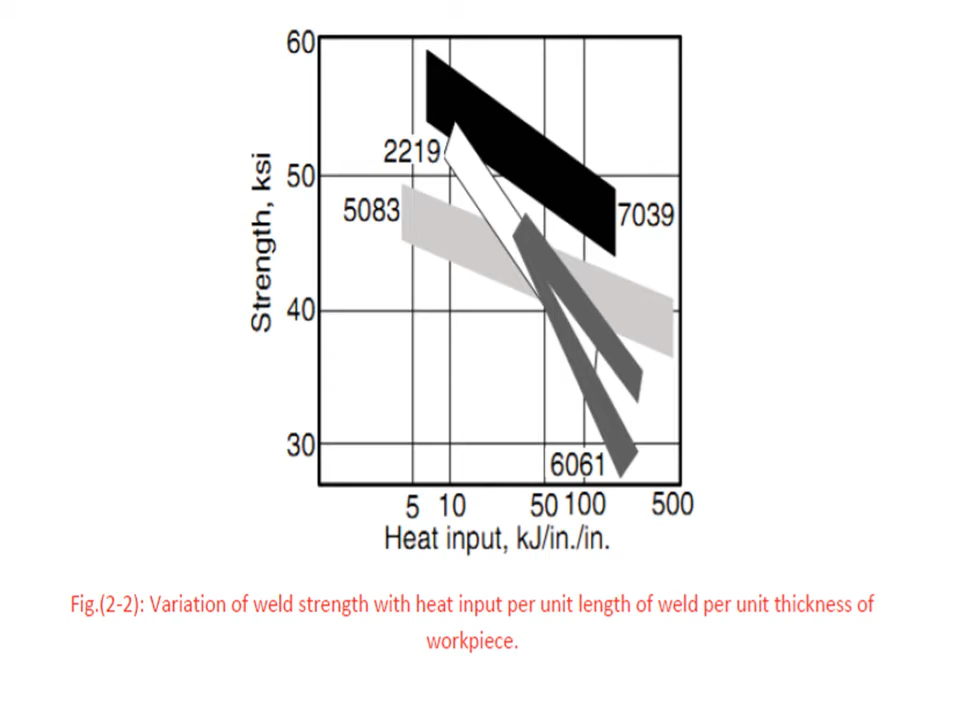 60
2219
50
5083
7039
Strength, ksi
40
30
6061
5 10 50 100 500
Heat input, kJ/in./in.
Fig.(2-2): Variation of weld strength with heat input per unit length of weld per unit thickness of
workpiece.